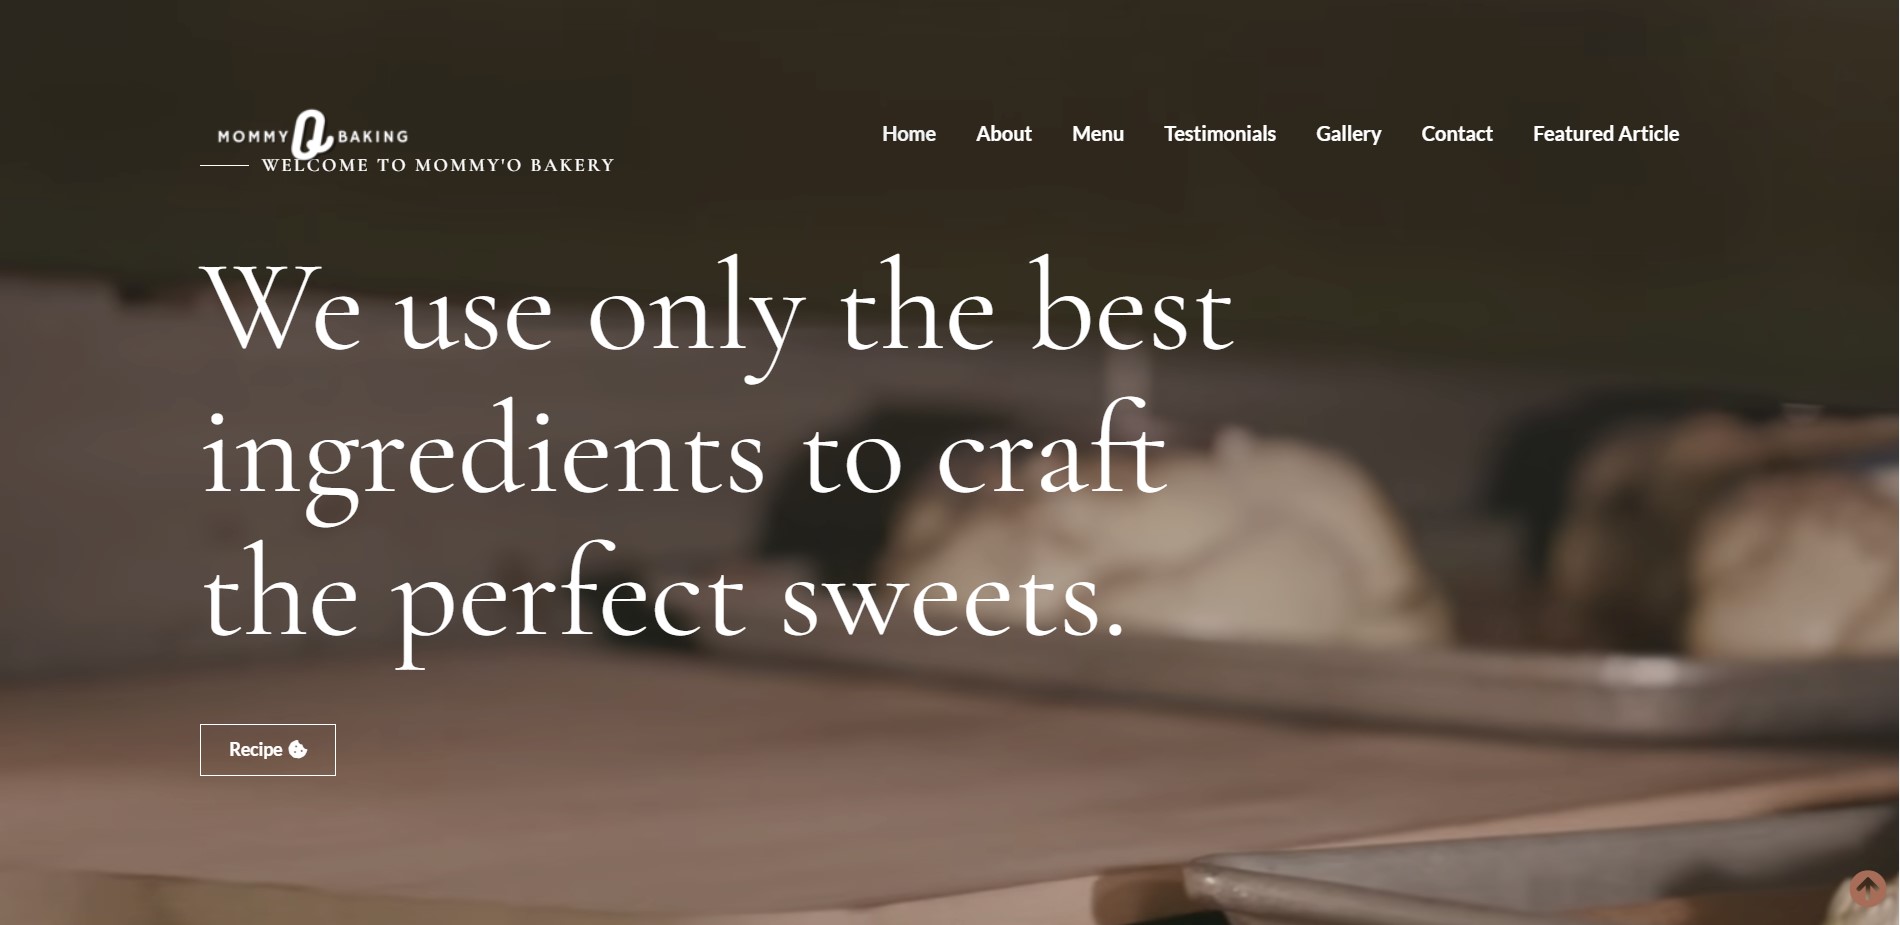 MOMMY Q BAKING
Home About Menu Testimonials Gallery Contact Featured Article
WELCOME TO MOMMY'O BAKERY
We use only the best
ingredients to craft
the perfect sweets.
Recipe